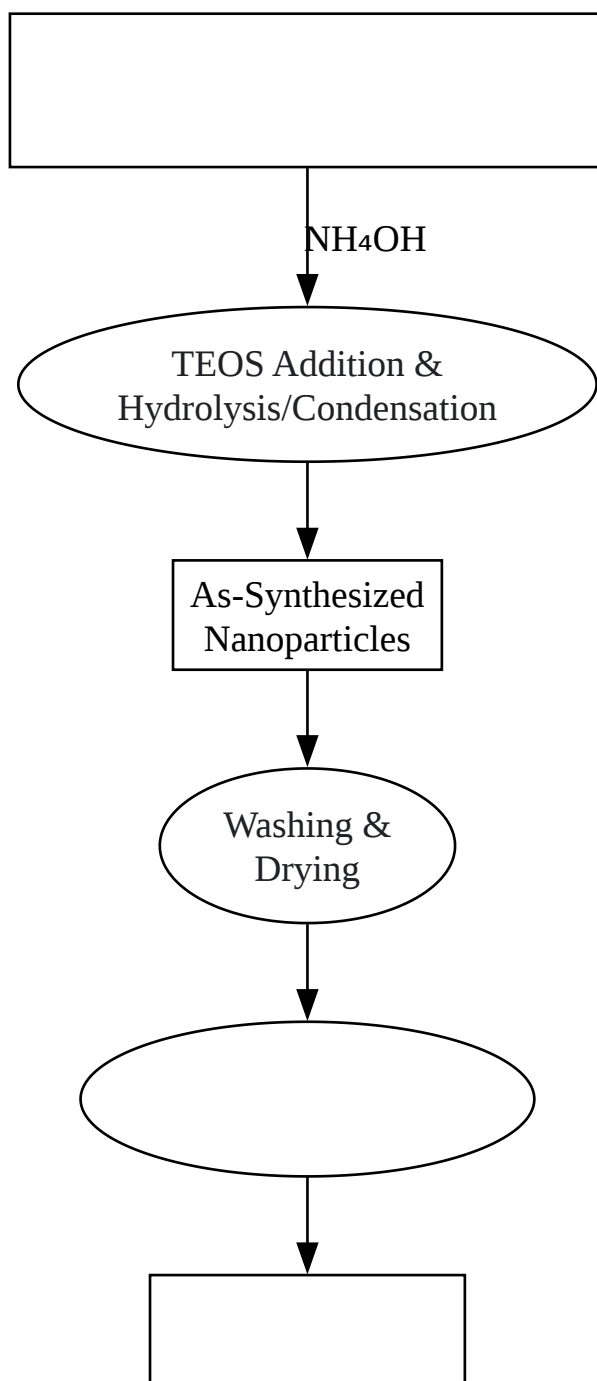 NH₄OH
TEOS Addition &
Hydrolysis/Condensation
As-Synthesized
Nanoparticles
Washing &
Drying